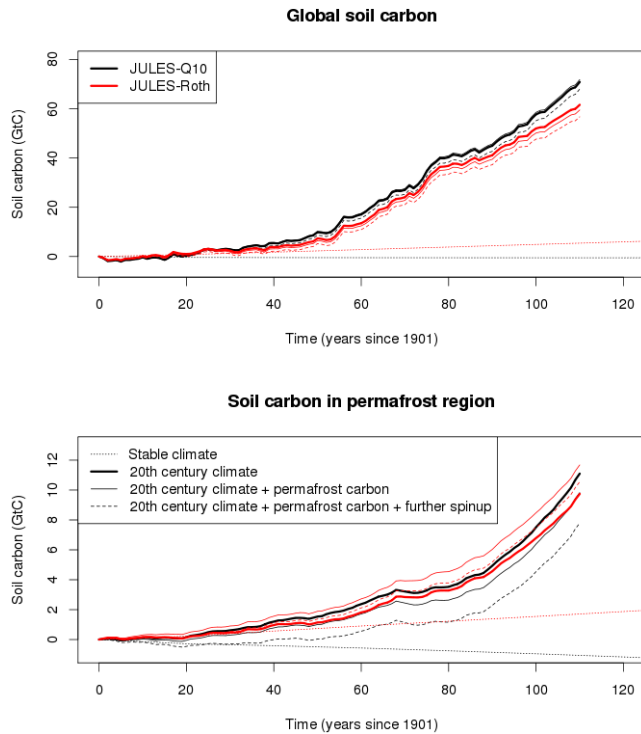 Global soil carbon
80
60
40
20
0
Soil carbon (GtC)
JULES-Q10
JULES-Roth
0 20 40 60 80 100 120
Time (years since 1901)
Soil carbon in permafrost region
12
10
8
6
4
2
0
Soil carbon (GtC)
Stable climate
20th century climate
20th century climate + permafrost carbon
20th century climate + permafrost carbon + further spinup
0 20 40 60 80 100 120
Time (years since 1901)